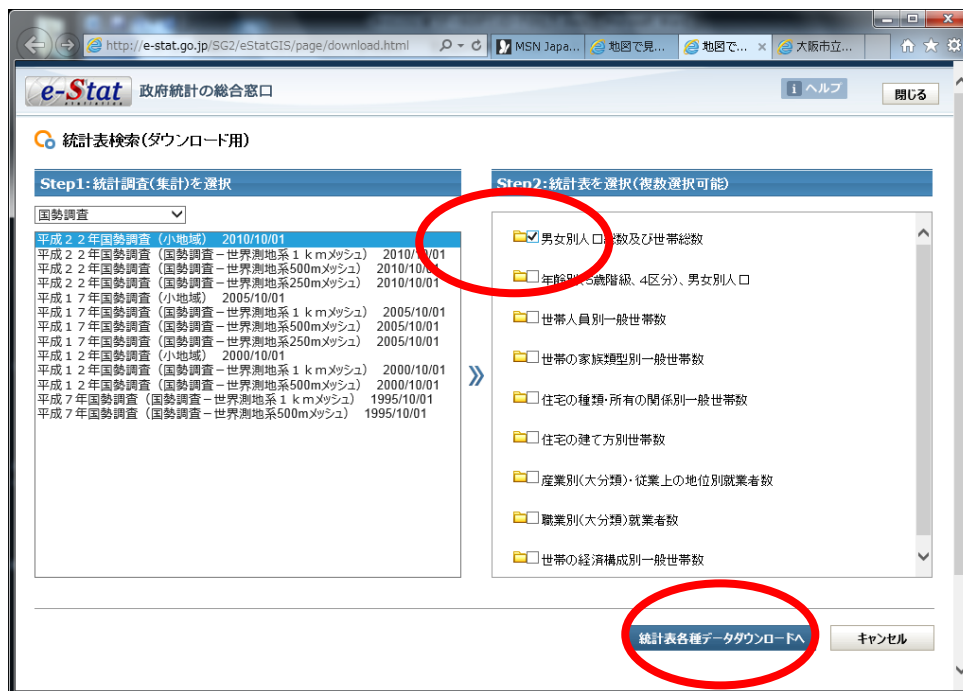 http://e-stat.go.jp/SG2/eStatGIS/page/download.html
MSN Japa...
地図で見...
地図で...
大阪市立...
e-Stat
政府統計の総合窓口
i ヘルプ
閉じる
統計表検索(ダウンロード用)
Step1:統計調査(集計)を選択
国勢調査
平成22年国勢調査(小地域) 2010/10/01
平成22年国勢調査(国勢調査-世界測地系1kmメッシュ) 2010/10/01
平成22年国勢調査(国勢調査-世界測地系500mメッシュ) 2010/10/01
平成22年国勢調査(国勢調査-世界測地系250mメッシュ) 2010/10/01
平成17年国勢調査(小地域) 2005/10/01
平成17年国勢調査(国勢調査-世界測地系1kmメッシュ) 2005/10/01
平成17年国勢調査(国勢調査-世界測地系500mメッシュ) 2005/10/01
平成17年国勢調査(国勢調査-世界測地系250mメッシュ) 2005/10/01
平成12年国勢調査(小地域) 2000/10/01
平成12年国勢調査(国勢調査-世界測地系1kmメッシュ) 2000/10/01
平成12年国勢調査(国勢調査-世界測地系500mメッシュ) 2000/10/01
平成7年国勢調査(国勢調査-世界測地系1kmメッシュ) 1995/10/01
平成7年国勢調査(国勢調査-世界測地系500mメッシュ) 1995/10/01
Step2:統計表を選択(複数選択可能)
男女別人口総数及び世帯総数
年齢別(5歳階級、4区分)、男女別人口
世帯人員別一般世帯数
世帯の家族類型別一般世帯数
住宅の種類・所有の関係別一般世帯数
住宅の建て方別世帯数
産業別(大分類)・従業上の地位別就業者数
職業別(大分類)就業者数
世帯の経済構成別一般世帯数
統計表各種データダウンロードへ
キャンセル